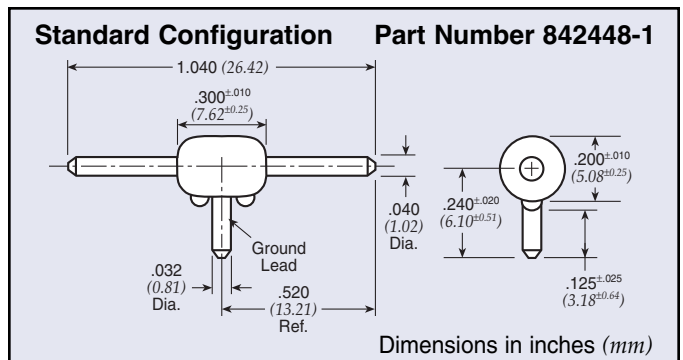 Standard Configuration Part Number 842448-1
1.040 (26.42)
.300±.010
(7.62±0.25)
.200±.010
(5.08±0.25)
.040
(1.02)
Dia.
.240±.020
(6.10±0.51)
Ground
Lead
.032
(0.81)
Dia.
.520
(13.21)
Ref.
.125±.025
(3.18±0.64)
Dimensions in inches (mm)